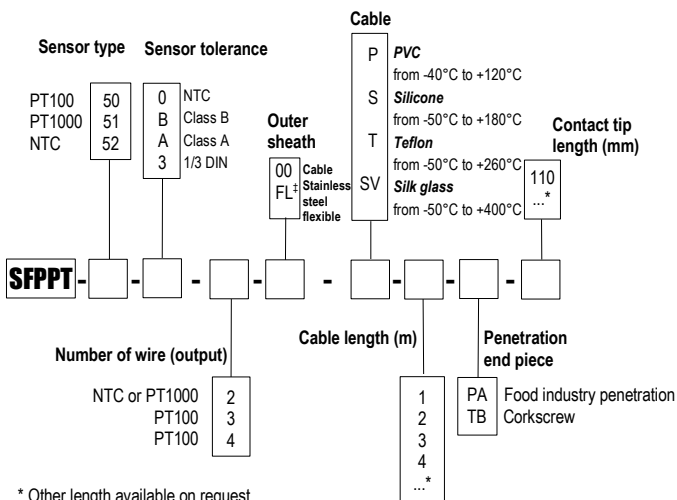 Cable
Sensor type
Sensor tolerance
PT100 50
PT1000 51
NTC 52
0 NTC
B Class B
A Class A
3 1/3 DIN
Outer
sheath
00 Cable
FL‡ Stainless
steel
flexible
P PVC
from -40°C to +120°C
S Silicone
from -50°C to +180°C
T Teflon
from -50°C to +260°C
SV Silk glass
from -50°C to +400°C
Contact tip
length (mm)
110
...*
SFPPT - - - - - - - -
Number of wire (output)
NTC or PT1000 2
PT100 3
PT100 4
Cable length (m)
1
2
3
4
...*
Penetration
end piece
PA Food industry penetration
TB Corkscrew
* Other length available on request